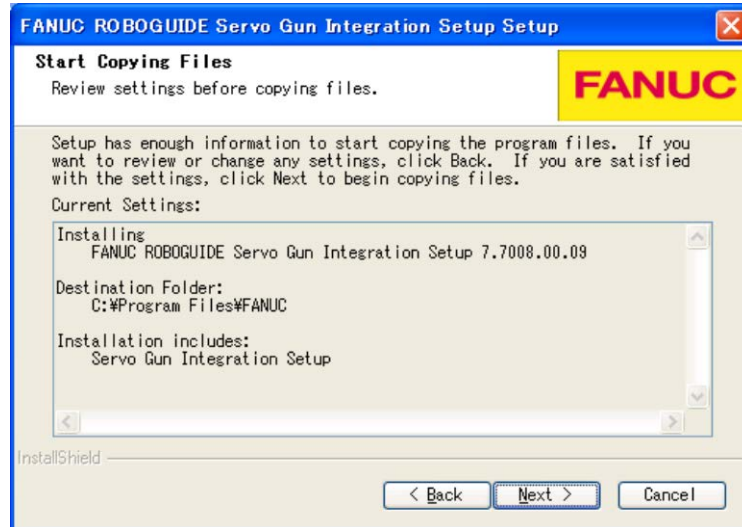 FANUC ROBOGUIDE Servo Gun Integration Setup Setup
Start Copying Files
Review settings before copying files.
FANUC
Setup has enough information to start copying the program files. If you
want to review or change any settings, click Back. If you are satisfied
with the settings, click Next to begin copying files.
Current Settings:
Installing
FANUC ROBOGUIDE Servo Gun Integration Setup 7.7008.00.09
Destination Folder:
C:¥Program Files¥FANUC
Installation includes:
Servo Gun Integration Setup
InstallShield
< Back Next > Cancel